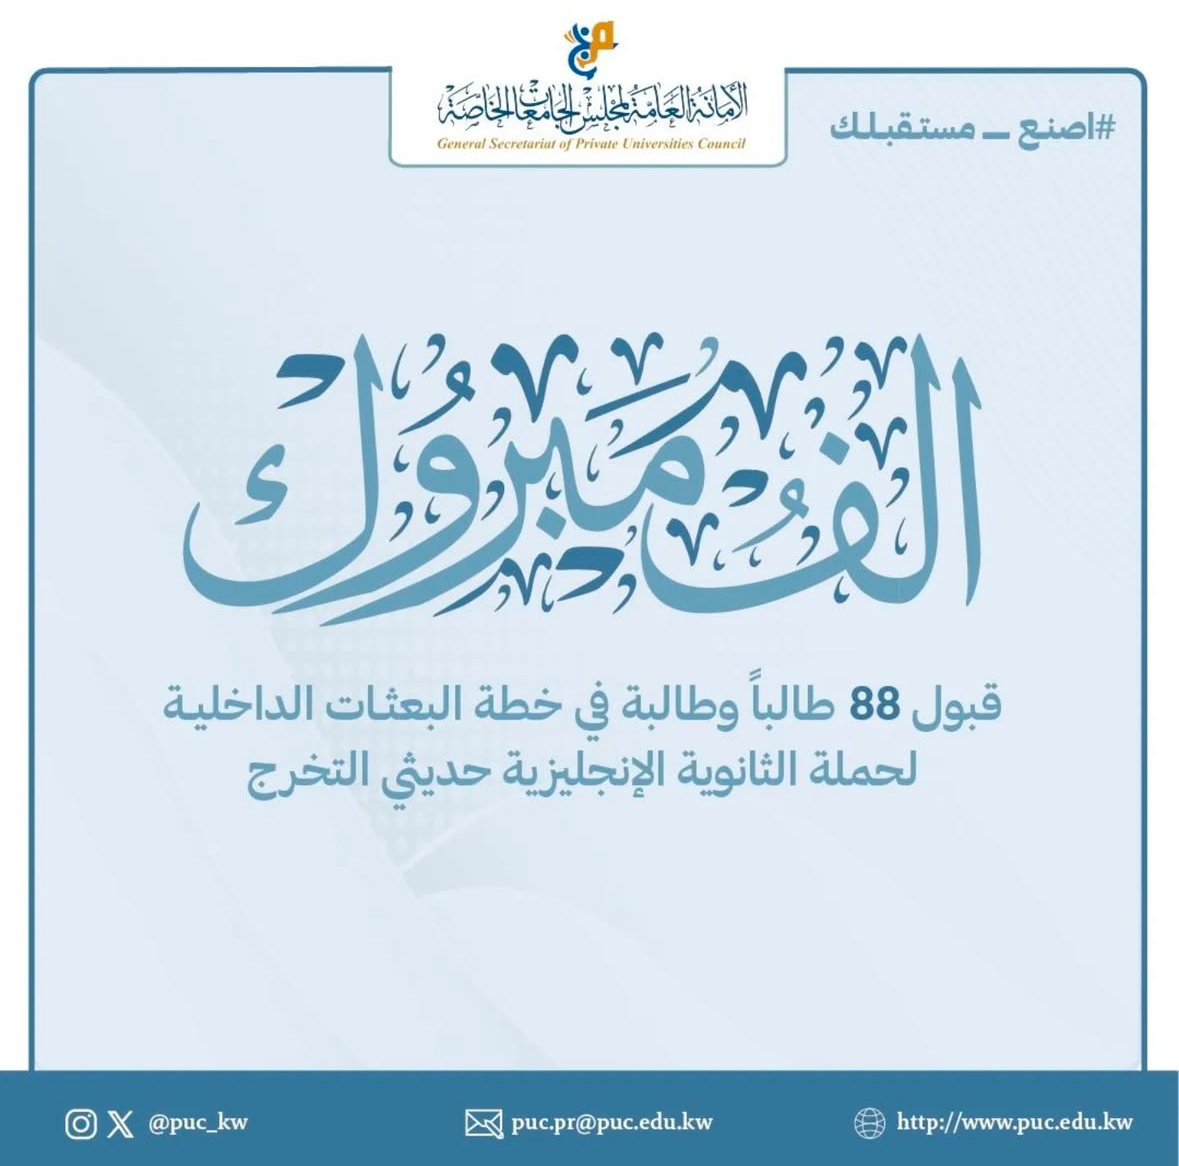 الأمانة العامة لمجلس الجامعات الخاصة
General Secretariat of Private Universities Council
#اصنع _ مستقبلك
الف مبروك
قبول 88 طالباً وطالبة في خطة البعثات الداخلية
لحملة الثانوية الإنجليزية حديثي التخرج
@puc_kw
puc.pr@puc.edu.kw
http://www.puc.edu.kw